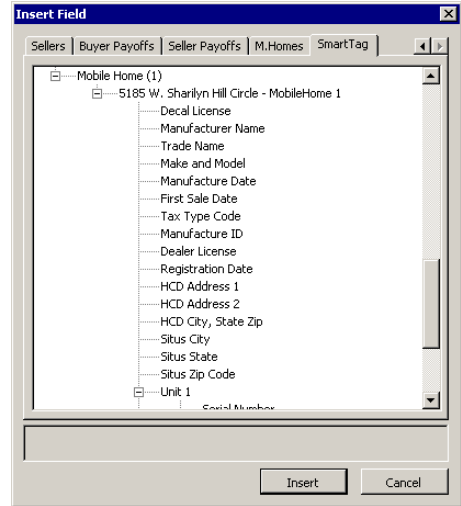 Insert Field
Sellers Buyer Payoffs Seller Payoffs M.Homes SmartTag
Mobile Home (1)
5185 W. Sharilyn Hill Circle - MobileHome 1
Decal License
Manufacturer Name
Trade Name
Make and Model
Manufacture Date
First Sale Date
Tax Type Code
Manufacture ID
Dealer License
Registration Date
HCD Address 1
HCD Address 2
HCD City, State Zip
Situs City
Situs State
Situs Zip Code
Unit 1
Serial Number
Insert Cancel